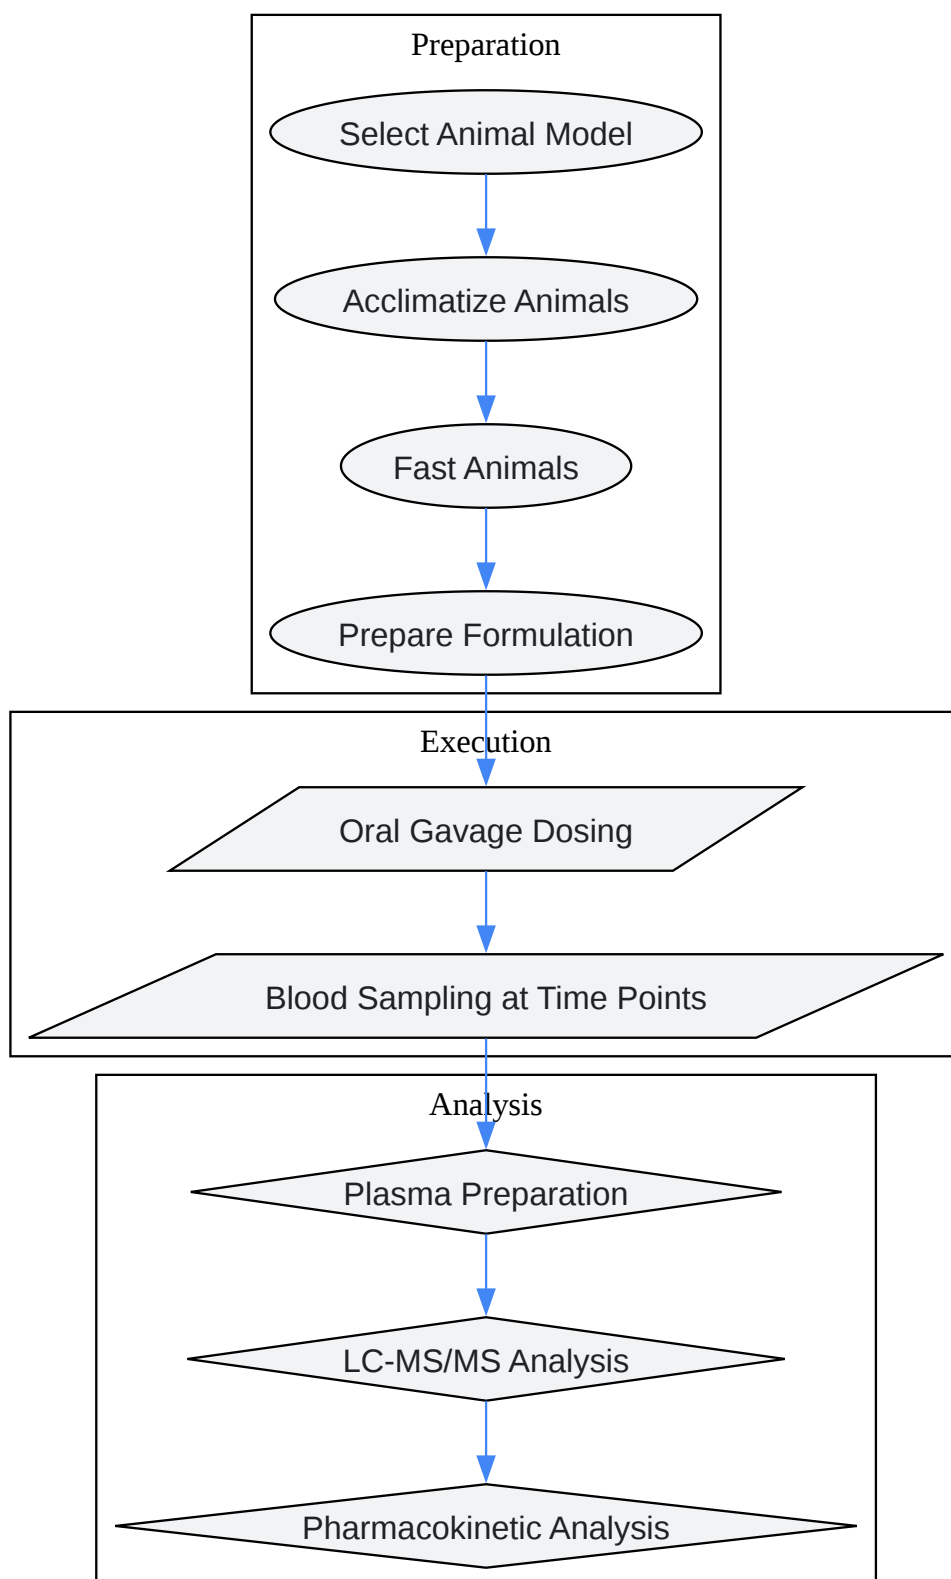 Preparation
Select Animal Model
Acclimatize Animals
Fast Animals
Prepare Formulation
Execution
Oral Gavage Dosing
Blood Sampling at Time Points
Analysis
Plasma Preparation
LC-MS/MS Analysis
Pharmacokinetic Analysis